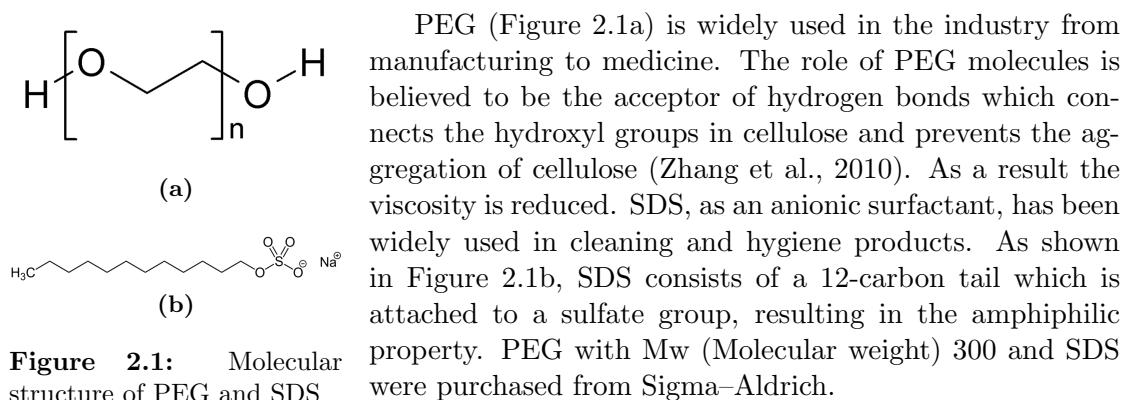 H
O
n
O
H
(a)
H₃C
O
S
O
O
O⊖
Na⊕
(b)
Figure 2.1: Molecular
structure of PEG and SDS
PEG (Figure 2.1a) is widely used in the industry from
manufacturing to medicine. The role of PEG molecules is
believed to be the acceptor of hydrogen bonds which con-
nects the hydroxyl groups in cellulose and prevents the ag-
gregation of cellulose (Zhang et al., 2010). As a result the
viscosity is reduced. SDS, as an anionic surfactant, has been
widely used in cleaning and hygiene products. As shown
in Figure 2.1b, SDS consists of a 12-carbon tail which is
attached to a sulfate group, resulting in the amphiphilic
property. PEG with Mw (Molecular weight) 300 and SDS
were purchased from Sigma–Aldrich.